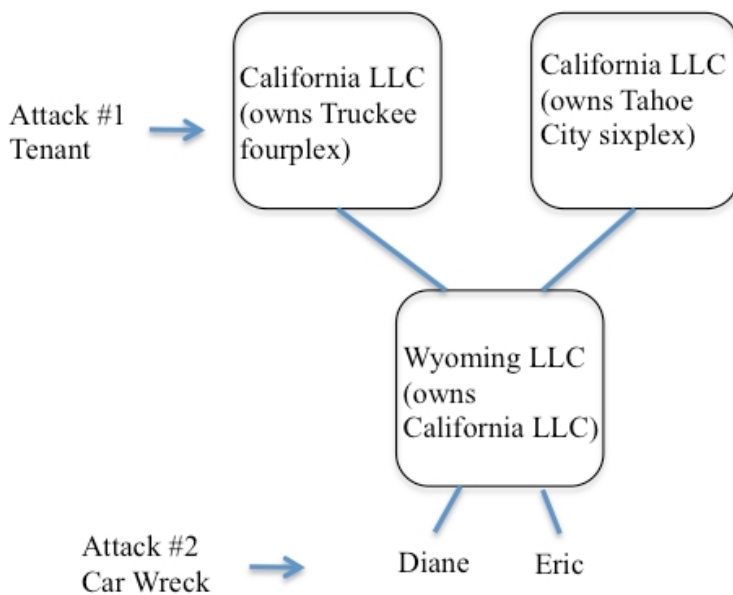 California LLC
(owns Truckee
fourplex)
California LLC
(owns Tahoe
City sixplex)
Attack #1
Tenant
Wyoming LLC
(owns
California LLC)
Attack #2
Car Wreck
Diane
Eric